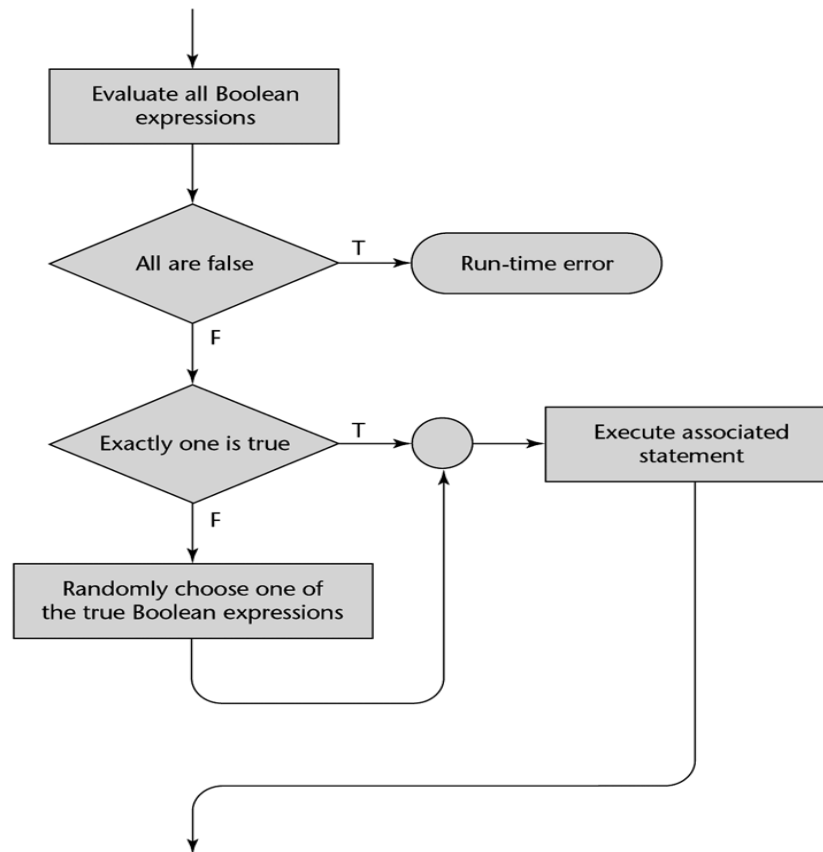 Evaluate all Boolean
expressions
All are false
T
Run-time error
F
Exactly one is true
T
Execute associated
statement
F
Randomly choose one of
the true Boolean expressions